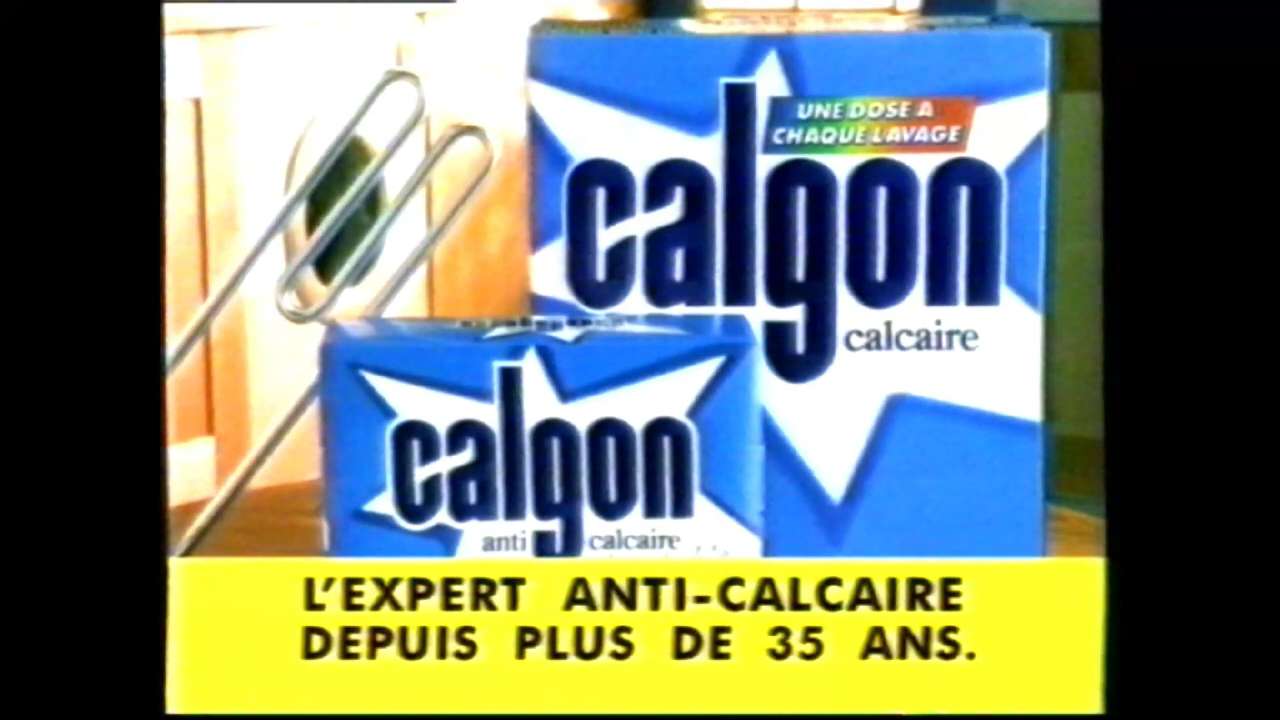 UNE DOSE A
CHAQUE LAVAGE
calgon
calcaire
calgon
anti calcaire
L'EXPERT ANTI-CALCAIRE
DEPUIS PLUS DE 35 ANS.